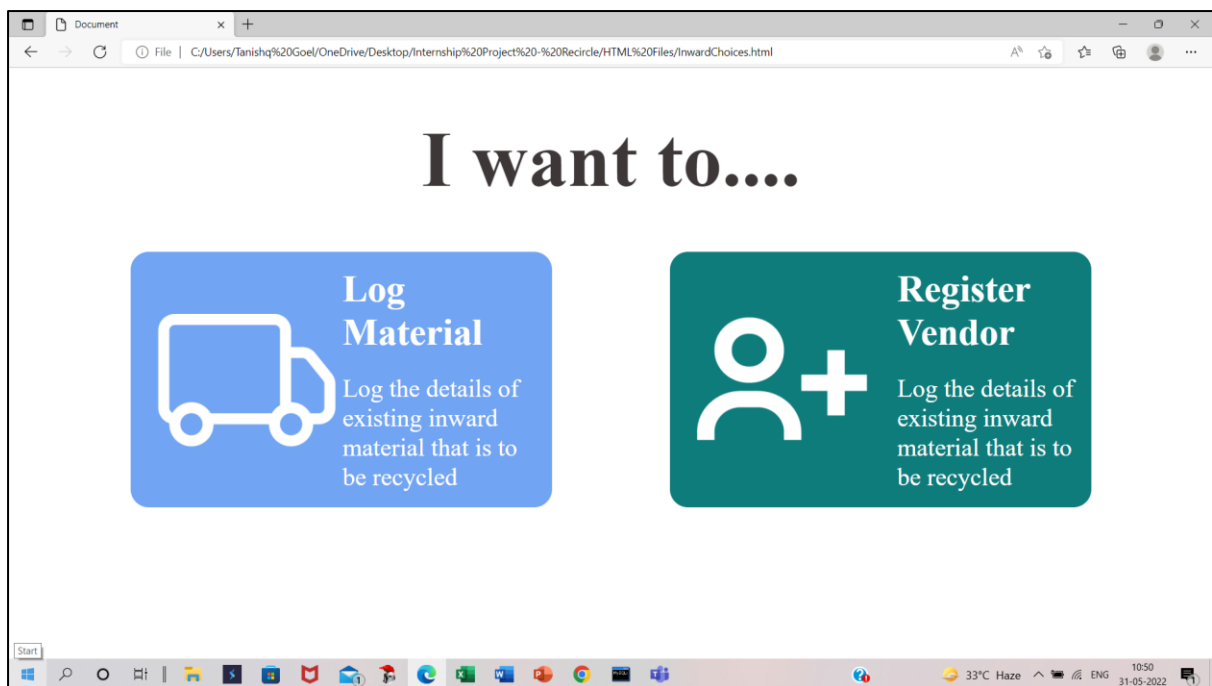 Document
File | C:/Users/Tanishq%20Goel/OneDrive/Desktop/Internship%20Project%20-%20Recircle/HTML%20Files/InwardChoices.html
I want to....
Log
Material
Log the details of
existing inward
material that is to
be recycled
Register
Vendor
Log the details of
existing inward
material that is to
be recycled
Start
33°C Haze
ENG
10:50
31-05-2022